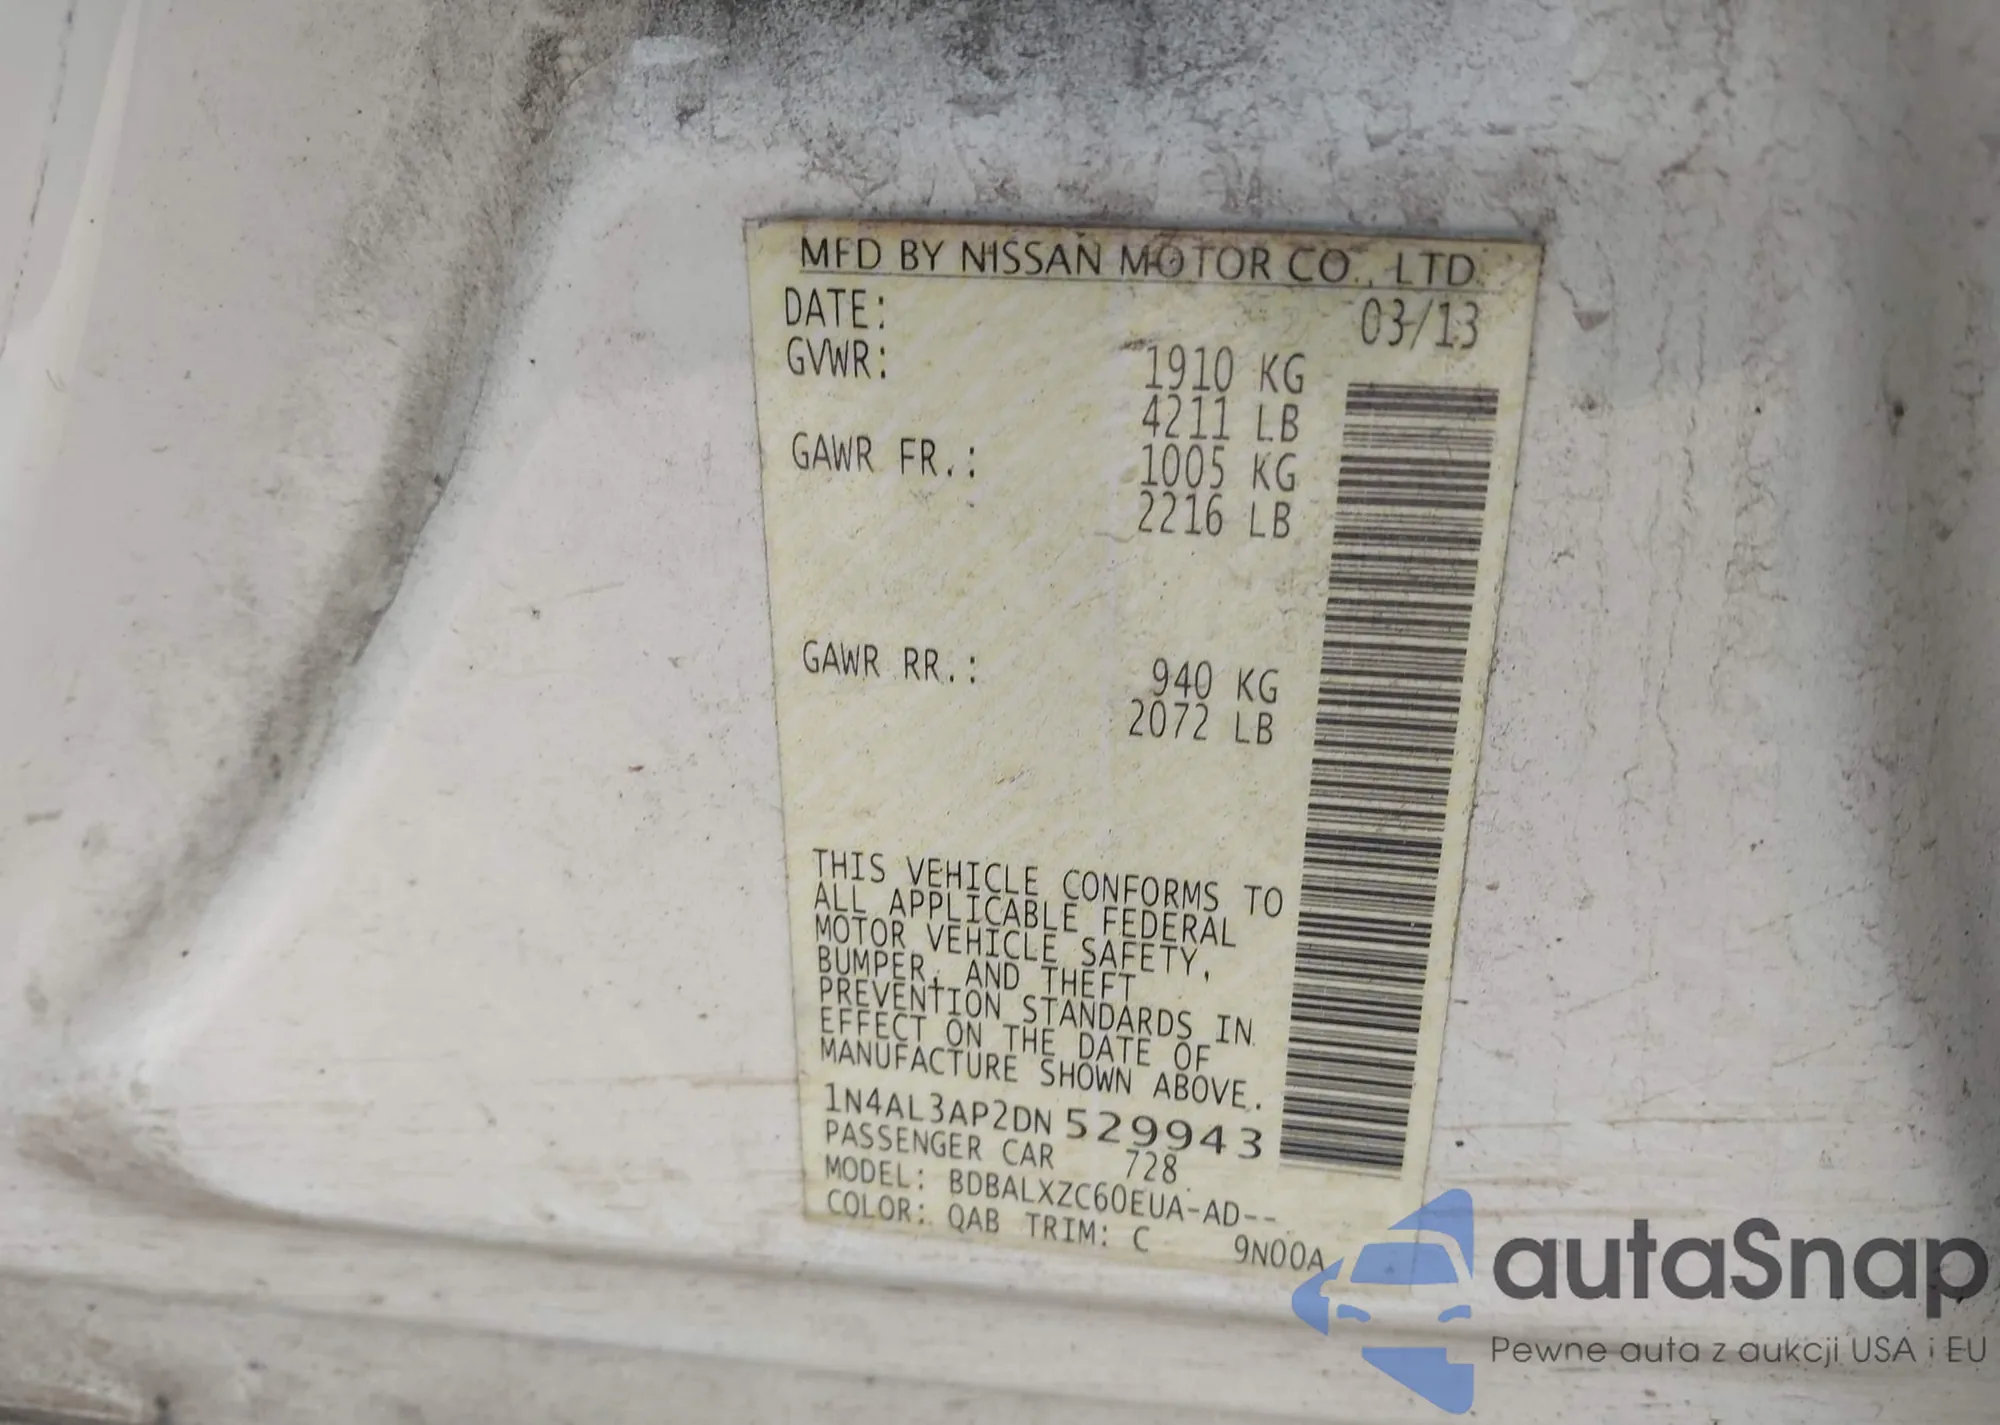 MFD BY NISSAN MOTOR CO., LTD.
DATE: 03/13
GVWR: 1910 KG
4211 LB
GAWR FR.: 1005 KG
2216 LB
GAWR RR.: 940 KG
2072 LB
THIS VEHICLE CONFORMS TO
ALL APPLICABLE FEDERAL
MOTOR VEHICLE SAFETY,
BUMPER, AND THEFT
PREVENTION STANDARDS IN
EFFECT ON THE DATE OF
MANUFACTURE SHOWN ABOVE.
1N4AL3AP2DN529943
PASSENGER CAR 728
MODEL: BDBALXZC60EUA-AD--
COLOR: QAB TRIM: C 9N00A
autaSnap
Pewne auta z aukcji USA i EU